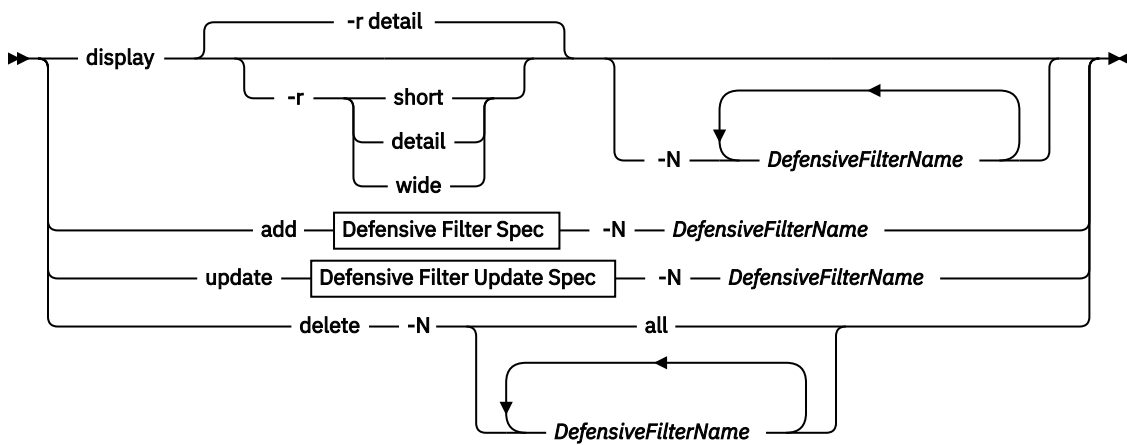 -r detail
display
-r short
detail
wide
-N DefensiveFilterName
add Defensive Filter Spec -N DefensiveFilterName
update Defensive Filter Update Spec -N DefensiveFilterName
delete -N all
DefensiveFilterName